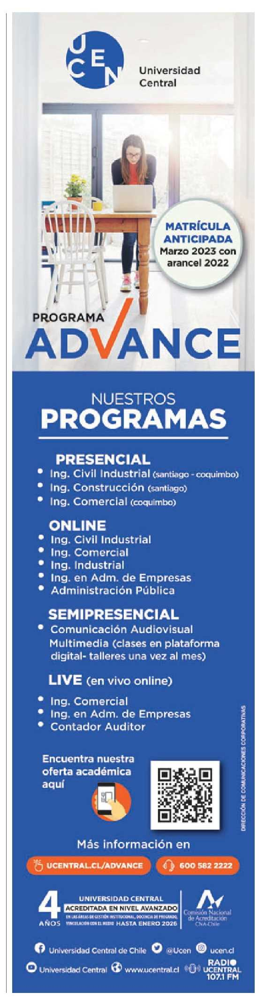 UCEN
Universidad
Central
MATRÍCULA
ANTICIPADA
Marzo 2023 con
arancel 2022
PROGRAMA
ADVANCE
NUESTROS
PROGRAMAS
PRESENCIAL
• Ing. Civil Industrial (santiago - coquimbo)
• Ing. Construcción (santiago)
• Ing. Comercial (coquimbo)
ONLINE
• Ing. Civil Industrial
• Ing. Comercial
• Ing. Industrial
• Ing. en Adm. de Empresas
• Administración Pública
SEMIPRESENCIAL
• Comunicación Audiovisual
Multimedia (clases en plataforma
digital- talleres una vez al mes)
LIVE (en vivo online)
• Ing. Comercial
• Ing. en Adm. de Empresas
• Contador Auditor
Encuentra nuestra
oferta académica
aquí
DIRECCIÓN DE COMUNICACIONES CORPORATIVAS
Más información en
UCENTRAL.CL/ADVANCE
600 582 2222
4
AÑOS
UNIVERSIDAD CENTRAL
ACREDITADA EN NIVEL AVANZADO
EN LAS ÁREAS DE GESTIÓN INSTITUCIONAL, DOCENCIA DE PREGRADO,
VINCULACIÓN CON EL MEDIO HASTA ENERO 2026
Comisión Nacional
de Acreditación
CNA-Chile
Universidad Central de Chile @Ucen ucen.cl
Universidad Central www.ucentral.cl
RADIO
UCENTRAL
107.1 FM